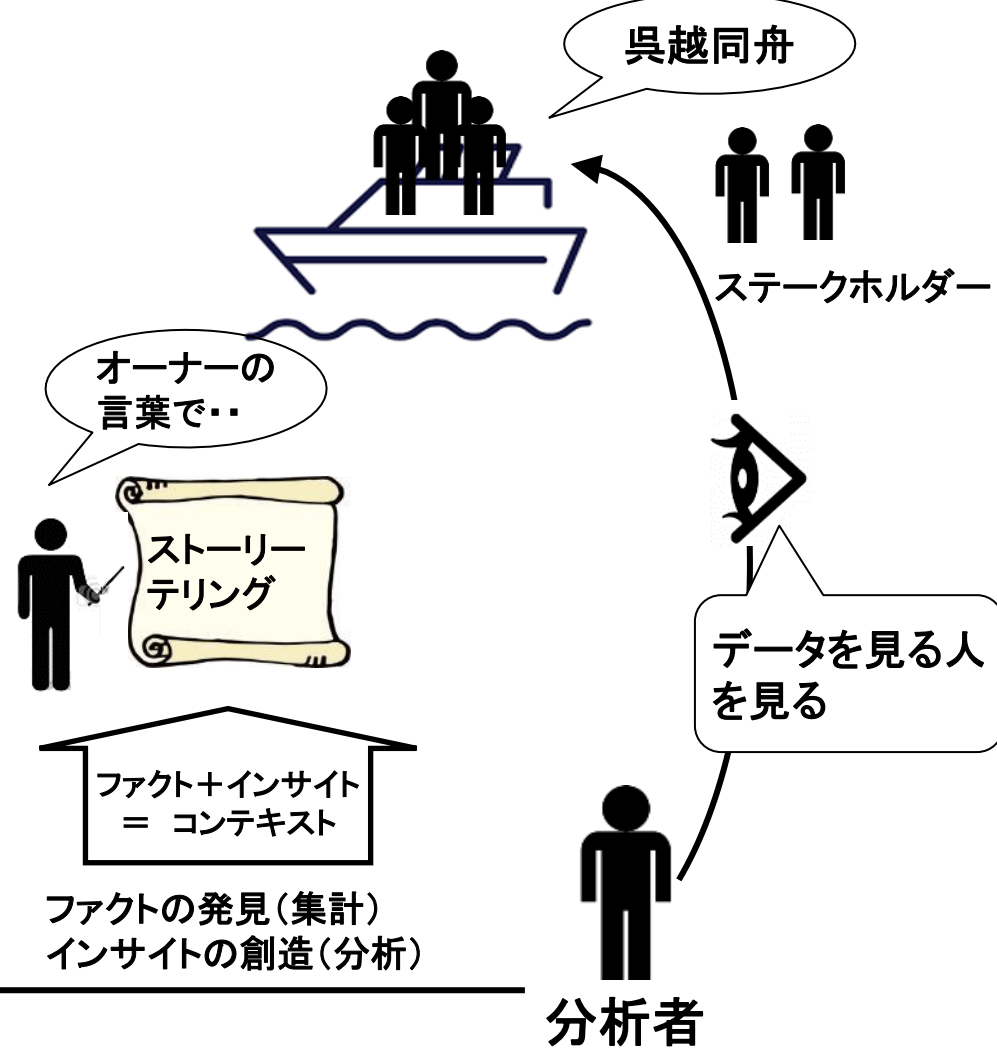 呉越同舟
ステークホルダー
オーナーの
言葉で・・
ストーリー
テリング
データを見る人
を見る
ファクト＋インサイト
＝ コンテキスト
ファクトの発見（集計）
インサイトの創造（分析）
分析者